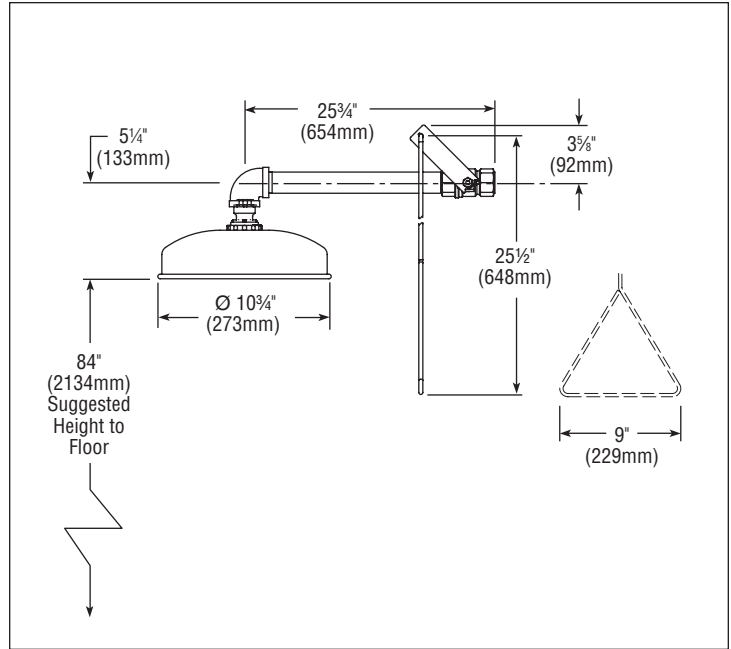 25¾"
(654mm)
5¼"
(133mm)
3⅝"
(92mm)
25½"
(648mm)
Ø 10¾"
(273mm)
84"
(2134mm)
Suggested
Height to
Floor
9"
(229mm)